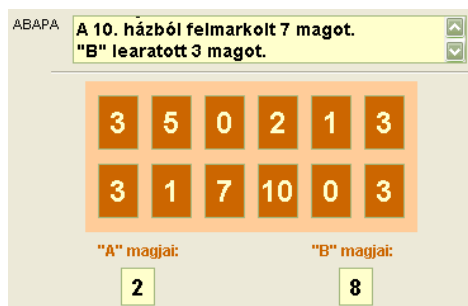 ABAPA
A 10. házból felmarkolt 7 magot.
"B" learatott 3 magot.
3 5 0 2 1 3
3 1 7 10 0 3
"A" magjai: "B" magjai:
2 8